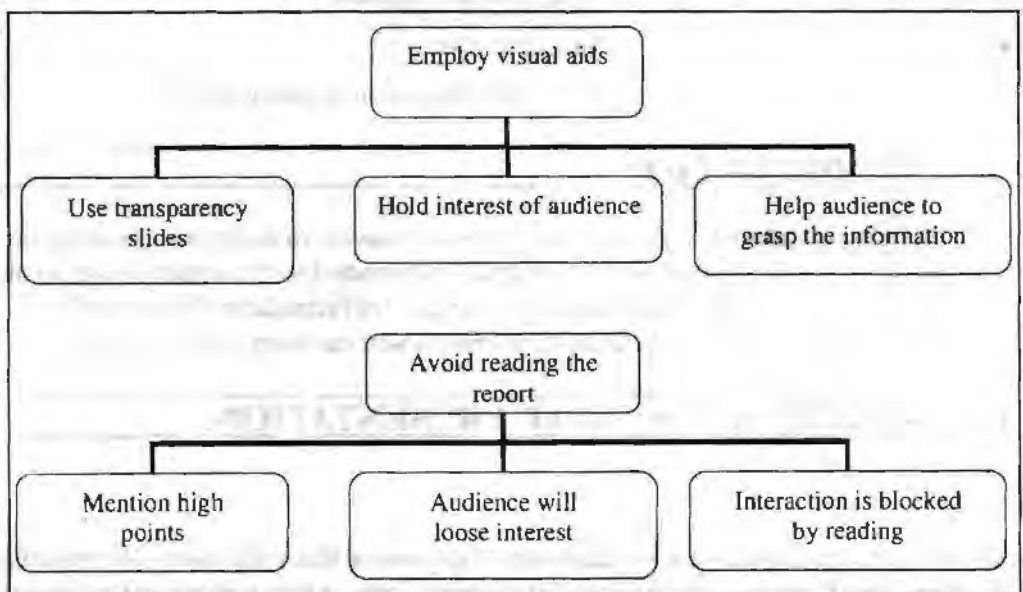 Employ visual aids
Use transparency
slides
Hold interest of audience
Help audience to
grasp the information
Avoid reading the
report
Mention high
points
Audience will
loose interest
Interaction is blocked
by reading